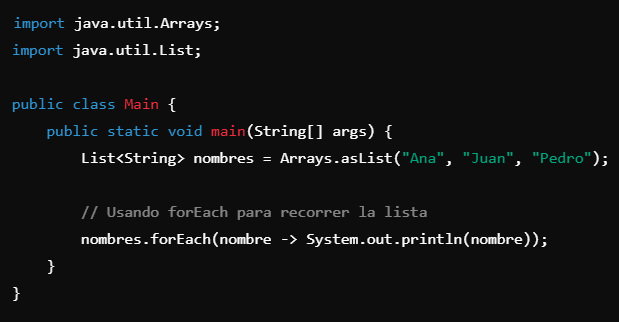 import java.util.Arrays;
import java.util.List;

public class Main {
    public static void main(String[] args) {
        List<String> nombres = Arrays.asList("Ana", "Juan", "Pedro");

        // Usando forEach para recorrer la lista
        nombres.forEach(nombre -> System.out.println(nombre));
    }
}